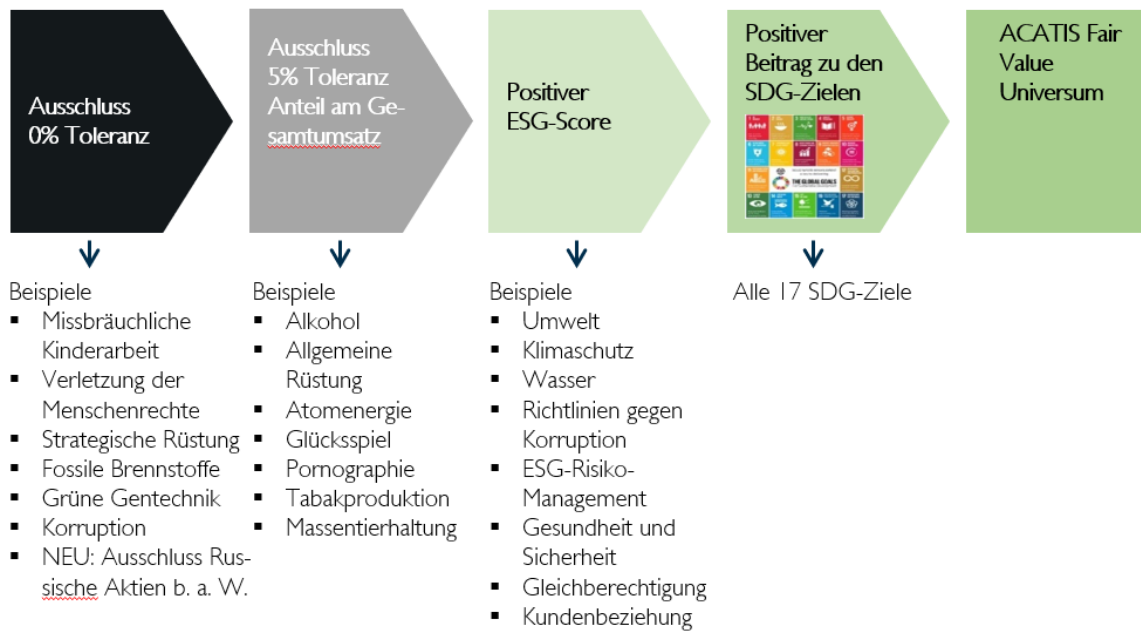 Ausschluss
0% Toleranz
Ausschluss
5% Toleranz
Anteil am Ge-
samtumsatz
Positiver
ESG-Score
Positiver
Beitrag zu den
SDG-Zielen
THE GLOBAL GOALS
ACATIS Fair
Value
Universum
Beispiele
▪ Missbräuchliche
Kinderarbeit
▪ Verletzung der
Menschenrechte
▪ Strategische Rüstung
▪ Fossile Brennstoffe
▪ Grüne Gentechnik
▪ Korruption
▪ NEU: Ausschluss Rus-
sische Aktien b. a. W.
Beispiele
▪ Alkohol
▪ Allgemeine
Rüstung
▪ Atomenergie
▪ Glücksspiel
▪ Pornographie
▪ Tabakproduktion
▪ Massentierhaltung
Beispiele
▪ Umwelt
▪ Klimaschutz
▪ Wasser
▪ Richtlinien gegen
Korruption
▪ ESG-Risiko-
Management
▪ Gesundheit und
Sicherheit
▪ Gleichberechtigung
▪ Kundenbeziehung
Alle 17 SDG-Ziele